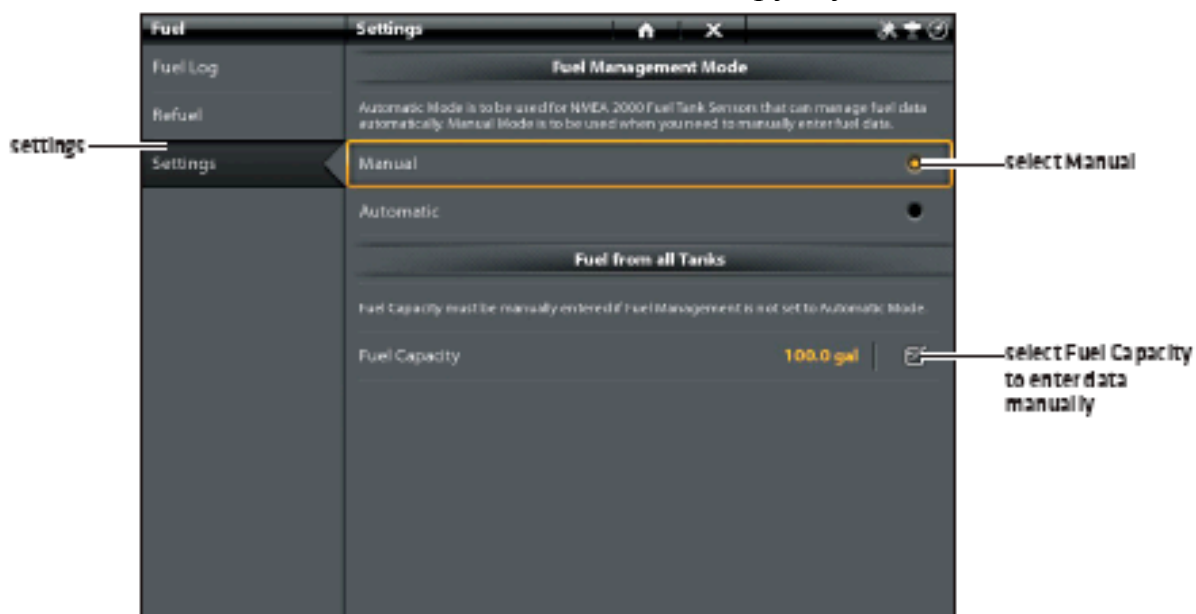 Fuel
Settings
Fuel Log
Refuel
settings
Settings
Fuel Management Mode
Automatic Mode is to be used for NMEA 2000 Fuel Tank Sensors that can manage fuel data
automatically. Manual Mode is to be used when you need to manually enter fuel data.
Manual
select Manual
Automatic
Fuel from all Tanks
Fuel Capacity must be manually entered if Fuel Management is not set to Automatic Mode.
Fuel Capacity 100.0 gal
select Fuel Capacity
to enter data
manually